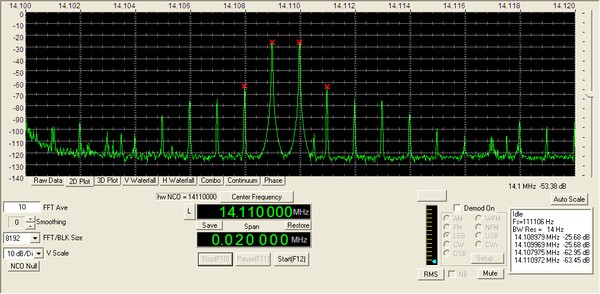 14.100 14.102 14.104 14.106 14.108 14.110 14.112 14.114 14.116 14.118 14.120
0
-10
-20
-30
-40
-50
-60
-70
-80
-90
-100
-110
-120
-130
-140
Raw Data 2D Plot 3D Plot V Waterfall H Waterfall Combo Continuum Phase
14.1 MHz -53.38 dB
10 FFT Ave
0 Smoothing
8192 FFT/BLK Size
10 dB/Di V Scale
NCO Null
hw NCO = 14110000 Center Frequency
L 14.110000MHz
Save Span Restore
0.020000MHz
Stop(F10) Pause(F11) Start(F12)
Demod On
AM WFM
FM NFM
LSB USB
CW CWr
DSB Setup...
RMS NB Mute
Auto Scale
Idle
Fs=111106 Hz
BW Res = 14 Hz
14.108979 MHz -25.68 dB
14.109969 MHz -25.68 dB
14.107975 MHz -62.95 dB
14.110972 MHz -63.45 dB